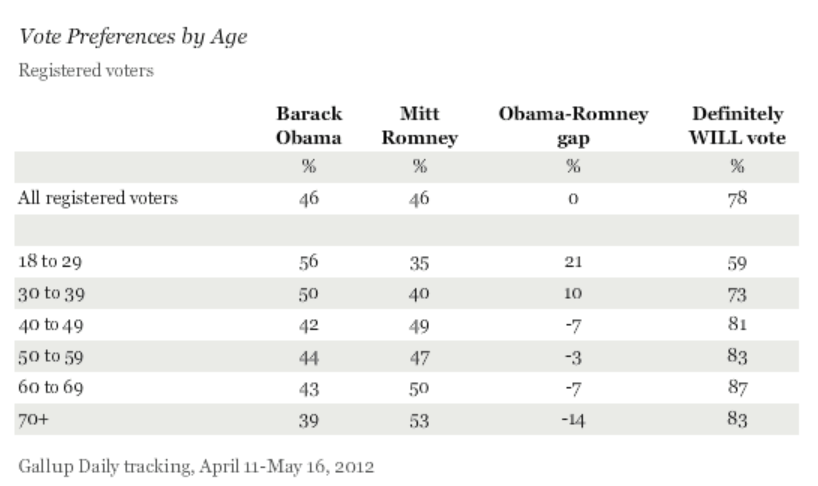 Vote Preferences by Age
Registered voters
Barack Obama Mitt Romney Obama-Romney gap Definitely WILL vote
% % % %
All registered voters 46 46 0 78
18 to 29 56 35 21 59
30 to 39 50 40 10 73
40 to 49 42 49 -7 81
50 to 59 44 47 -3 83
60 to 69 43 50 -7 87
70+ 39 53 -14 83
Gallup Daily tracking, April 11-May 16, 2012